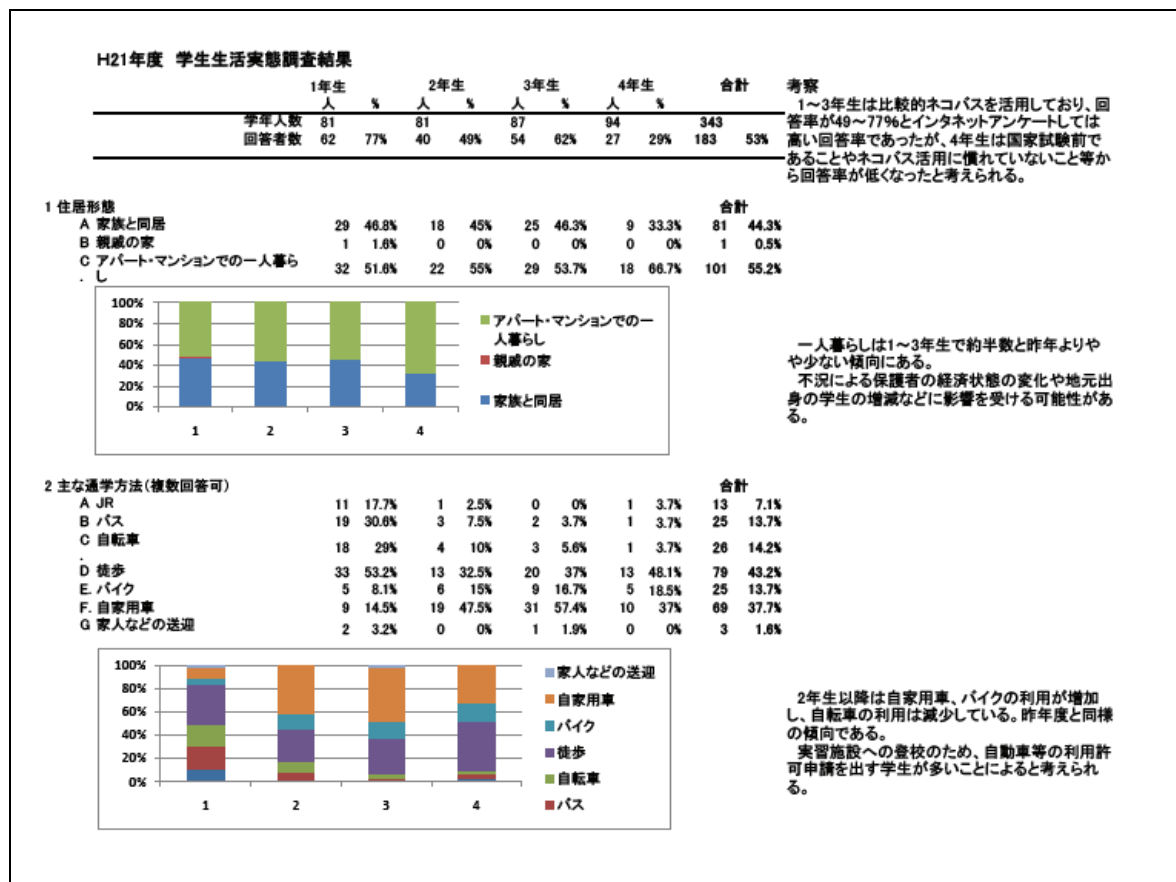 H21年度 学生生活実態調査結果
1年生 2年生 3年生 4年生 合計 考察
人 % 人 % 人 % 人 %
学年人数 81 81 87 94 343
回答者数 62 77% 40 49% 54 62% 27 29% 183 53%
1～3年生は比較的ネコパスを活用しており、回
答率が49～77%とインタネットアンケートしては
高い回答率であったが、4年生は国家試験前で
あることやネコパス活用に慣れていないこと等か
ら回答率が低くなったと考えられる。
1 住居形態 合計
A 家族と同居 29 46.8% 18 45% 25 46.3% 9 33.3% 81 44.3%
B 親戚の家 1 1.6% 0 0% 0 0% 0 0% 1 0.5%
C アパート・マンションでの一人暮ら
. し 32 51.6% 22 55% 29 53.7% 18 66.7% 101 55.2%
100%
80%
60%
40%
20%
0%
1 2 3 4
アパート・マンションでの一
人暮らし
親戚の家
家族と同居
一人暮らしは1～3年生で約半数と昨年よりや
や少ない傾向にある。
不況による保護者の経済状態の変化や地元出
身の学生の増減などに影響を受ける可能性があ
る。
2 主な通学方法（複数回答可） 合計
A JR 11 17.7% 1 2.5% 0 0% 1 3.7% 13 7.1%
B バス 19 30.6% 3 7.5% 2 3.7% 1 3.7% 25 13.7%
C 自転車
. 18 29% 4 10% 3 5.6% 1 3.7% 26 14.2%
D 徒歩 33 53.2% 13 32.5% 20 37% 13 48.1% 79 43.2%
E. バイク 5 8.1% 6 15% 9 16.7% 5 18.5% 25 13.7%
F. 自家用車 9 14.5% 19 47.5% 31 57.4% 10 37% 69 37.7%
G 家人などの送迎 2 3.2% 0 0% 1 1.9% 0 0% 3 1.6%
100%
80%
60%
40%
20%
0%
1 2 3 4
家人などの送迎
自家用車
バイク
徒歩
自転車
バス
2年生以降は自家用車、バイクの利用が増加
し、自転車の利用は減少している。昨年度と同様
の傾向である。
実習施設への登校のため、自動車等の利用許
可申請を出す学生が多いことによると考えられ
る。